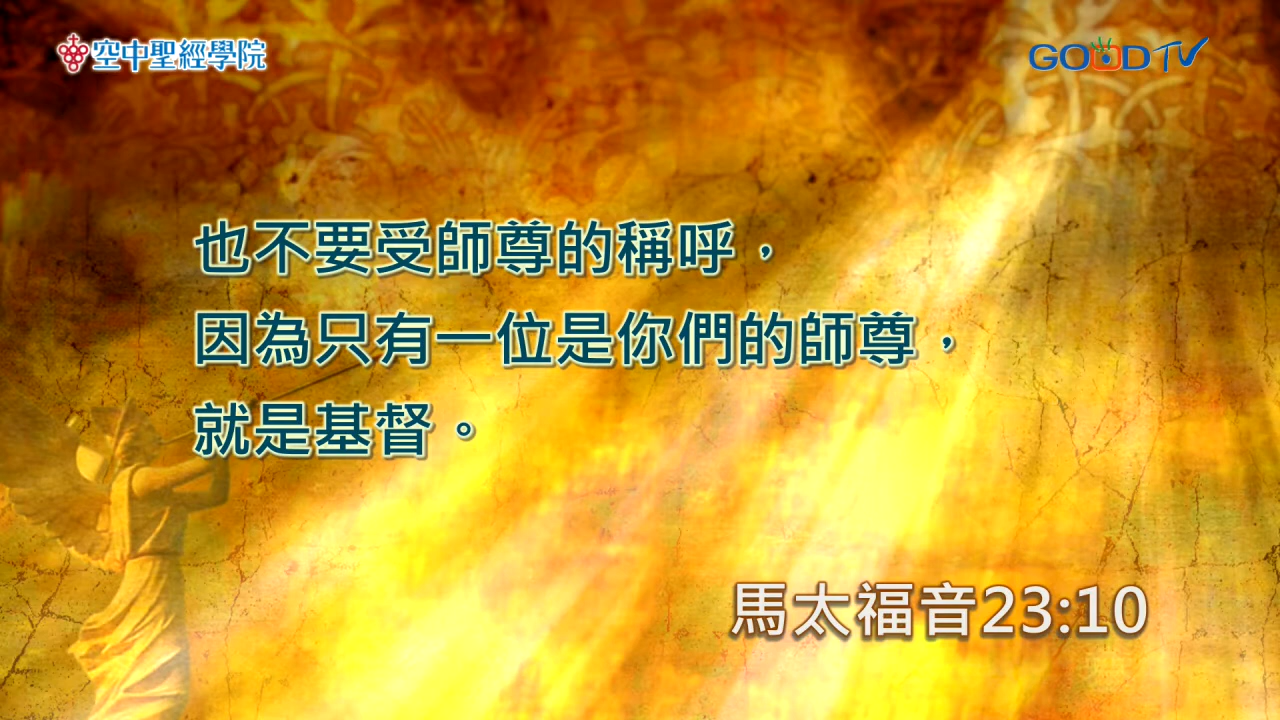 空中聖經學院
GOODTV
也不要受師尊的稱呼，
因為只有一位是你們的師尊，
就是基督。
馬太福音23:10